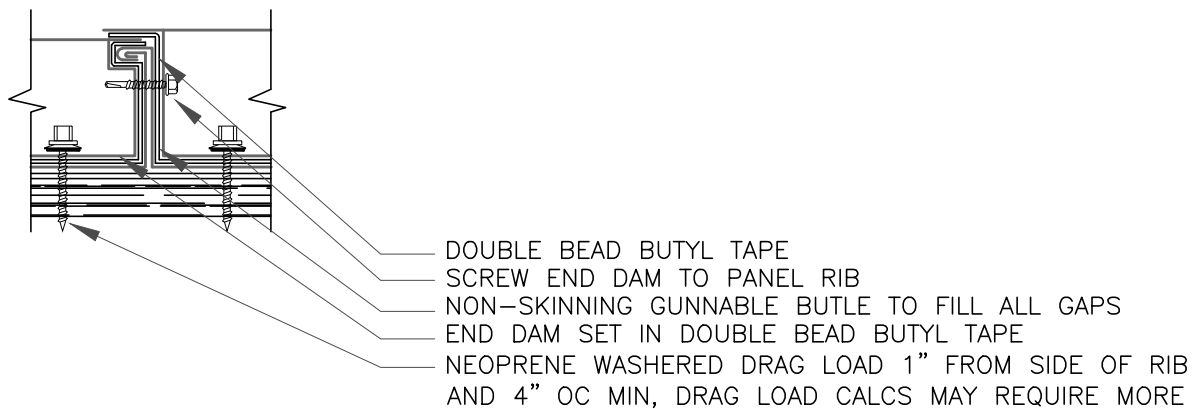 DOUBLE BEAD BUTYL TAPE
SCREW END DAM TO PANEL RIB
NON-SKINNING GUNNABLE BUTLE TO FILL ALL GAPS
END DAM SET IN DOUBLE BEAD BUTYL TAPE
NEOPRENE WASHERED DRAG LOAD 1" FROM SIDE OF RIB
AND 4" OC MIN, DRAG LOAD CALCS MAY REQUIRE MORE